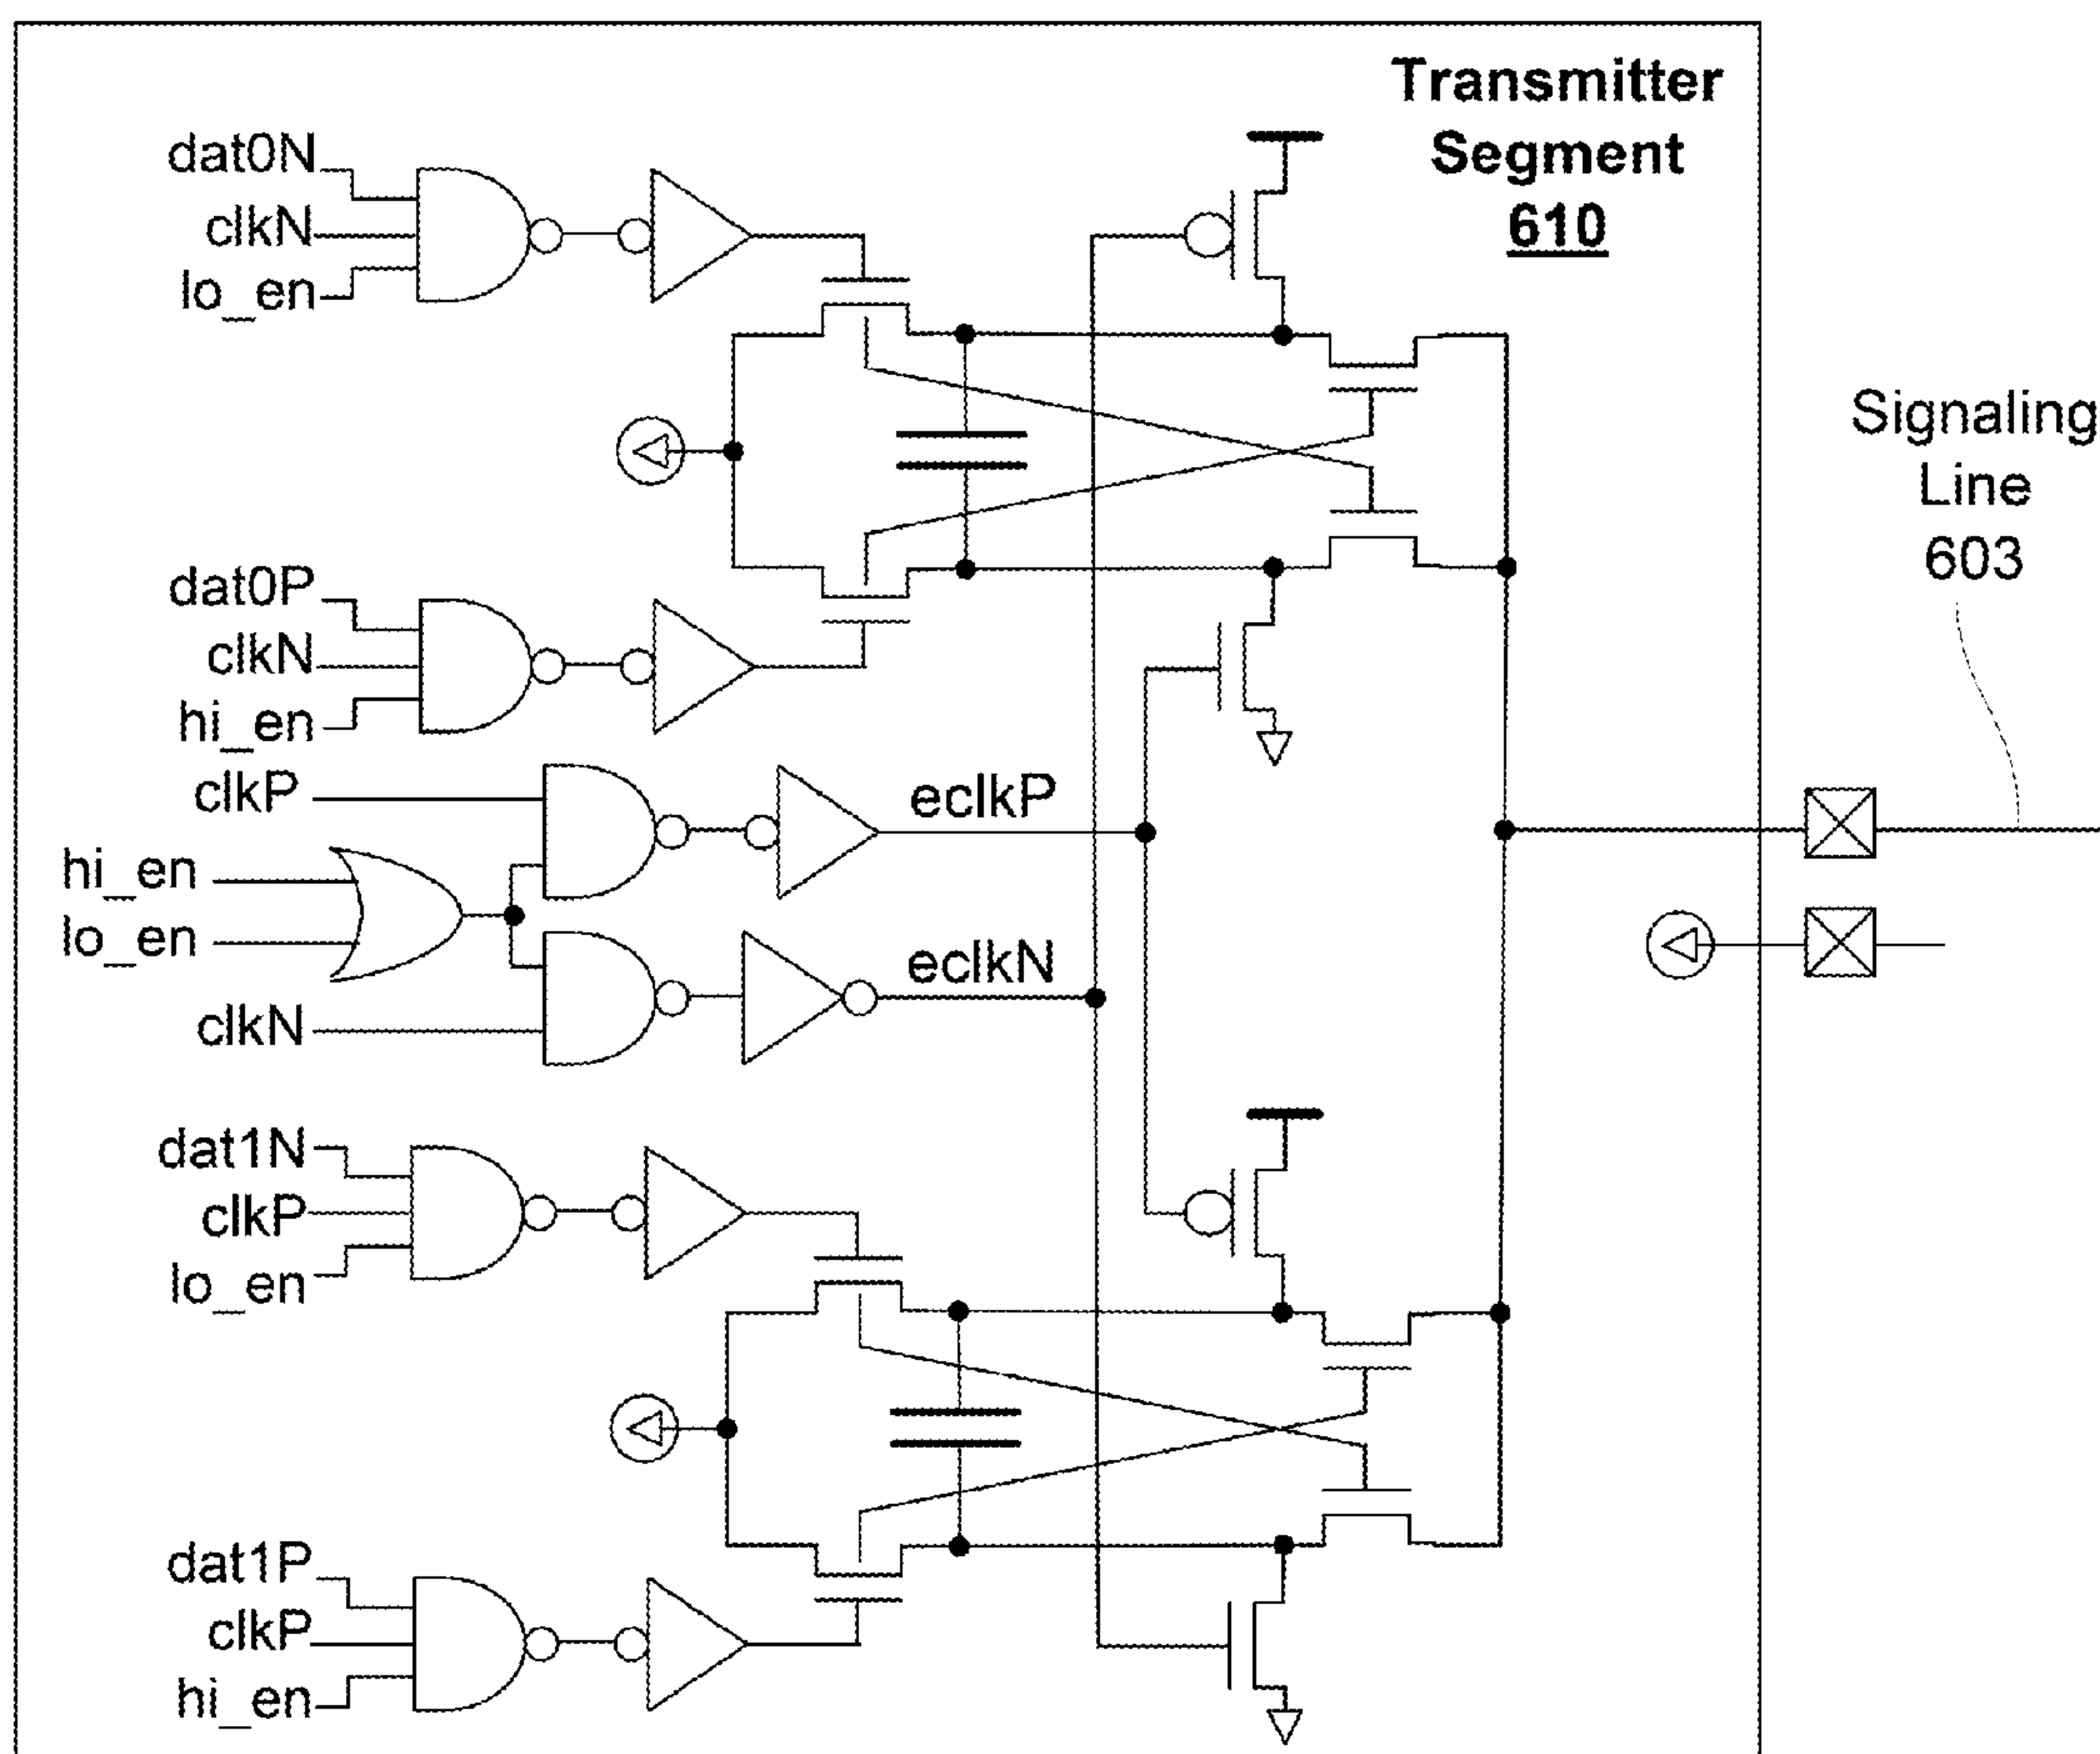 Transmitter
Segment
610
dat0N
clkN
lo_en
Signaling
Line
603
dat0P
clkN
hi_en
clkP
eclkP
hi_en
lo_en
eclkN
clkN
dat1N
clkP
lo_en
dat1P
clkP
hi_en